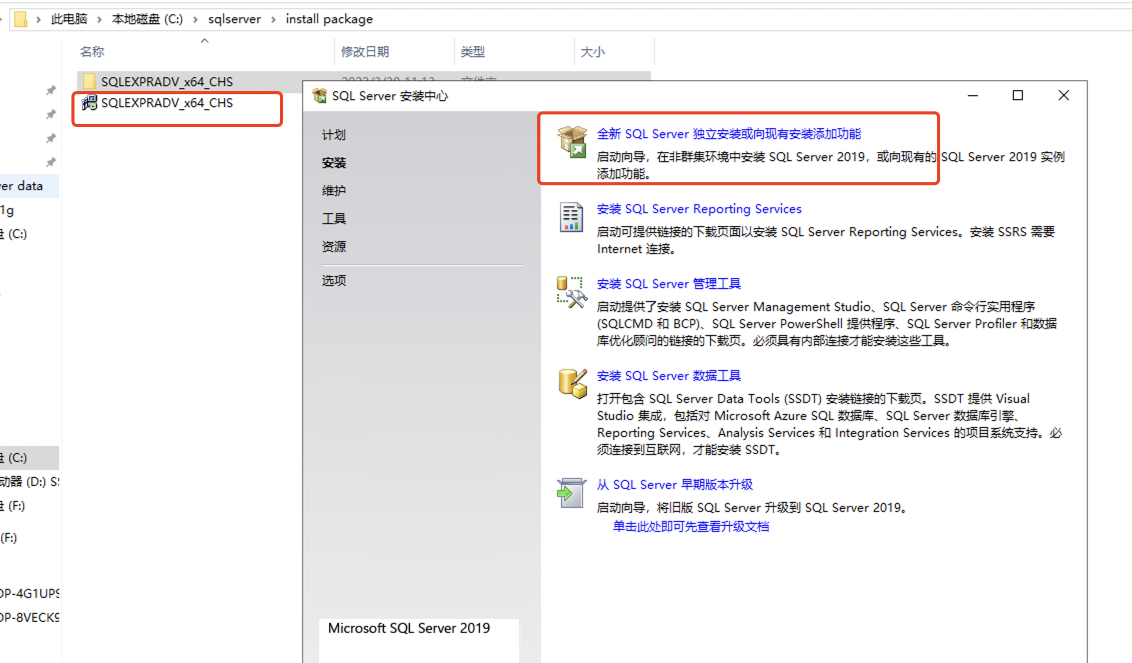 此电脑 › 本地磁盘 (C:) › sqlserver › install package
名称 修改日期 类型 大小
SQLEXPRADV_x64_CHS
SQLEXPRADV_x64_CHS
er data
1g
(C:)
(C:)
动器 (D:) S
(F:)
(F:)
OP-4G1UPS
OP-8VECK9
SQL Server 安装中心
计划
安装
维护
工具
资源
选项
Microsoft SQL Server 2019
全新 SQL Server 独立安装或向现有安装添加功能
启动向导，在非群集环境中安装 SQL Server 2019，或向现有的 SQL Server 2019 实例
添加功能。
安装 SQL Server Reporting Services
启动可提供链接的下载页面以安装 SQL Server Reporting Services。安装 SSRS 需要
Internet 连接。
安装 SQL Server 管理工具
启动提供了安装 SQL Server Management Studio、SQL Server 命令行实用程序
(SQLCMD 和 BCP)、SQL Server PowerShell 提供程序、SQL Server Profiler 和数据
库优化顾问的链接的下载页。必须具有内部连接才能安装这些工具。
安装 SQL Server 数据工具
打开包含 SQL Server Data Tools (SSDT) 安装链接的下载页。SSDT 提供 Visual
Studio 集成，包括对 Microsoft Azure SQL 数据库、SQL Server 数据库引擎、
Reporting Services、Analysis Services 和 Integration Services 的项目系统支持。必
须连接到互联网，才能安装 SSDT。
从 SQL Server 早期版本升级
启动向导，将旧版 SQL Server 升级到 SQL Server 2019。
单击此处即可先查看升级文档